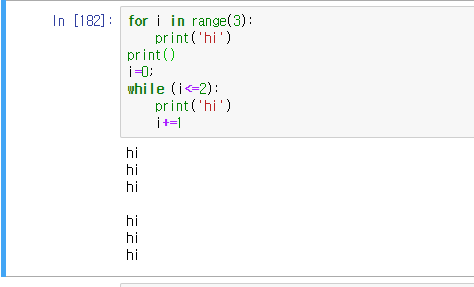 In [182]:
for i in range(3):
    print('hi')
print()
i=0;
while (i<=2):
    print('hi')
    i+=1
hi
hi
hi

hi
hi
hi